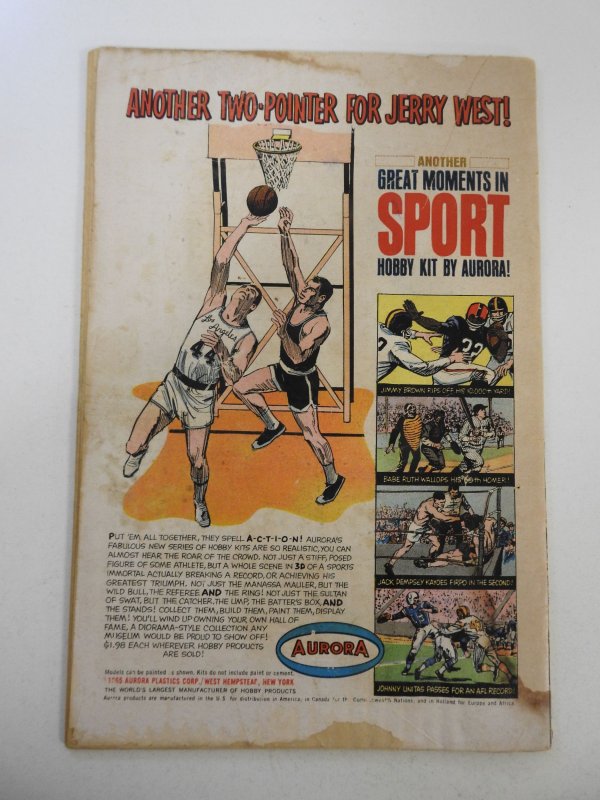 ANOTHER TWO-POINTER FOR JERRY WEST!
ANOTHER
GREAT MOMENTS IN
SPORT
HOBBY KIT BY AURORA!
Los Angeles
44
32
JIMMY BROWN RIPS OFF HIS 10,000th YARD!
BABE RUTH WALLOPS HIS 60th HOMER!
JACK DEMPSEY KAYOES FIRPO IN THE SECOND!
JOHNNY UNITAS PASSES FOR AN AFL RECORD!
PUT 'EM ALL TOGETHER, THEY SPELL A-C-T-I-O-N! AURORA'S
FABULOUS NEW SERIES OF HOBBY KITS ARE SO REALISTIC, YOU CAN
ALMOST HEAR THE ROAR OF THE CROWD. NOT JUST A STIFF, POSED
FIGURE OF SOME ATHLETE, BUT A WHOLE SCENE IN 3D OF A SPORTS
IMMORTAL ACTUALLY BREAKING A RECORD, OR ACHIEVING HIS
GREATEST TRIUMPH. NOT JUST THE MANASSA MAULER, BUT THE
WILD BULL, THE REFEREE AND THE RING! NOT JUST THE SULTAN
OF SWAT, BUT THE CATCHER, THE UMP, THE BATTER'S BOX, AND
THE STANDS! COLLECT THEM, BUILD THEM, PAINT THEM, DISPLAY
THEM! YOU'LL WIND UP OWNING YOUR OWN HALL OF
FAME, A DIORAMA-STYLE COLLECTION ANY
MUSEUM WOULD BE PROUD TO SHOW OFF!
$1.98 EACH WHEREVER HOBBY PRODUCTS
ARE SOLD!
AURORA
Models can be painted as shown. Kits do not include paint or cement.
1965 AURORA PLASTICS CORP., WEST HEMPSTEAD, NEW YORK
THE WORLD'S LARGEST MANUFACTURER OF HOBBY PRODUCTS
Aurora products are manufactured in the U.S. for distribution in America, in Canada for the Nations, and in Holland for Europe and Africa